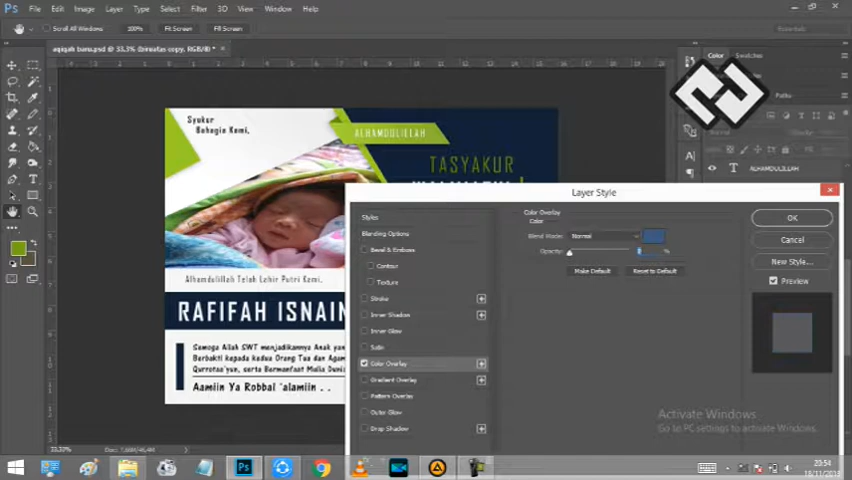 Ps File Edit Image Layer Type Select Filter 3D View Window Help
Scroll All Windows 100% Fit Screen Fill Screen
Essentials
aqiqah banu.psd @ 33,3% (biruatas copy, RGB/8) *
Color Swatches
Paths
Syukur
Bahagia Kami,
ALHAMDULILLAH
TASYAKUR
ALHAMDULILLAH
Alhamdulillah Telah Lahir Putri Kami,
RAFIFAH ISNAIN
Semoga Allah SWT menjadikannya Anak yan
Berbakti kepada kedua Orang Tua dan Agam
Qurrotaa'yun, serta Bermanfaat Mulia Dunia
Aamiin Ya Robbal 'alamiin . .
Layer Style
Styles
Blending Options
Bevel & Emboss
Contour
Texture
Stroke
Inner Shadow
Inner Glow
Satin
Color Overlay
Gradient Overlay
Pattern Overlay
Outer Glow
Drop Shadow
Color Overlay
Color
Blend Mode: Normal
Opacity: %
Make Default Reset to Default
OK
Cancel
New Style...
Preview
Activate Windows
Go to PC settings to activate Windows.
33,33%
20:54
18/11/2018